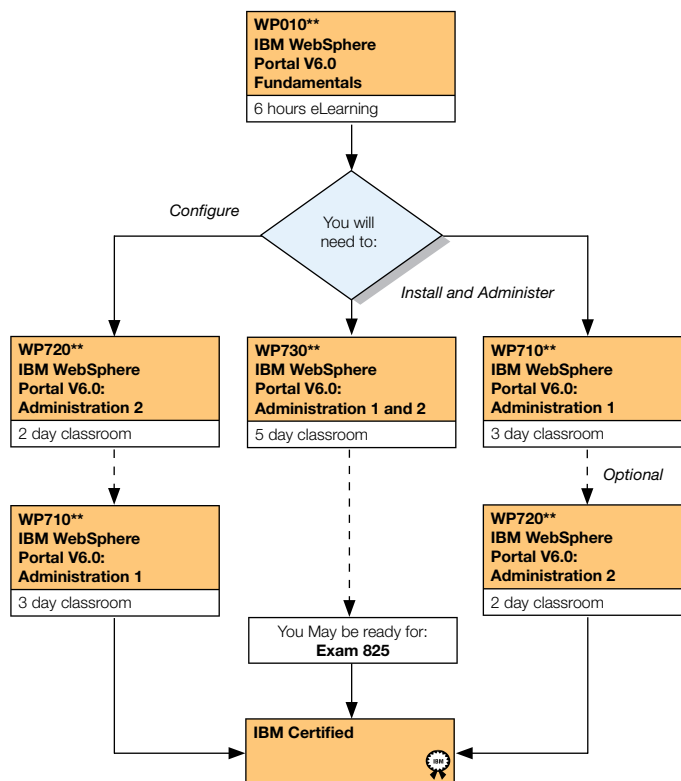 WP010**
IBM WebSphere
Portal V6.0
Fundamentals
6 hours eLearning
Configure
You will
need to:
Install and Administer
WP720**
IBM WebSphere
Portal V6.0:
Administration 2
2 day classroom
WP730**
IBM WebSphere
Portal V6.0:
Administration 1 and 2
5 day classroom
WP710**
IBM WebSphere
Portal V6.0:
Administration 1
3 day classroom
Optional
WP710**
IBM WebSphere
Portal V6.0:
Administration 1
3 day classroom
WP720**
IBM WebSphere
Portal V6.0:
Administration 2
2 day classroom
You May be ready for:
Exam 825
IBM Certified
IBM